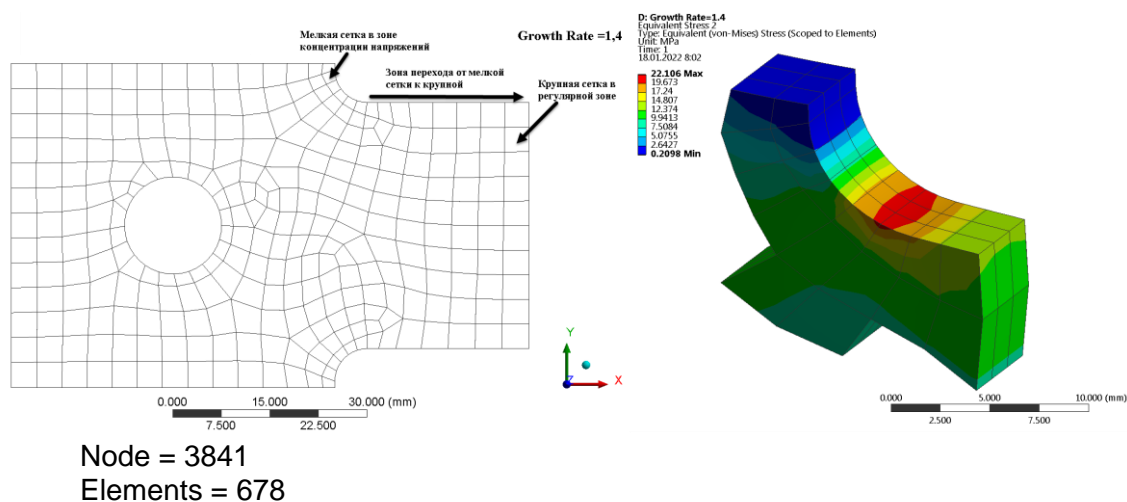 Мелкая сетка в зоне
концентрации напряжений
Growth Rate =1,4
Зона перехода от мелкой
сетки к крупной
Крупная сетка в
регулярной зоне
Y
X
Z
0.000 15.000 30.000 (mm)
7.500 22.500
Node = 3841
Elements = 678
D: Growth Rate=1.4
Equivalent Stress 2
Type: Equivalent (von-Mises) Stress (Scoped to Elements)
Unit: MPa
Time: 1
18.01.2022 8:02
22.106 Max
19.673
17.24
14.807
12.374
9.9413
7.5084
5.0755
2.6427
0.2098 Min
0.000 5.000 10.000 (mm)
2.500 7.500